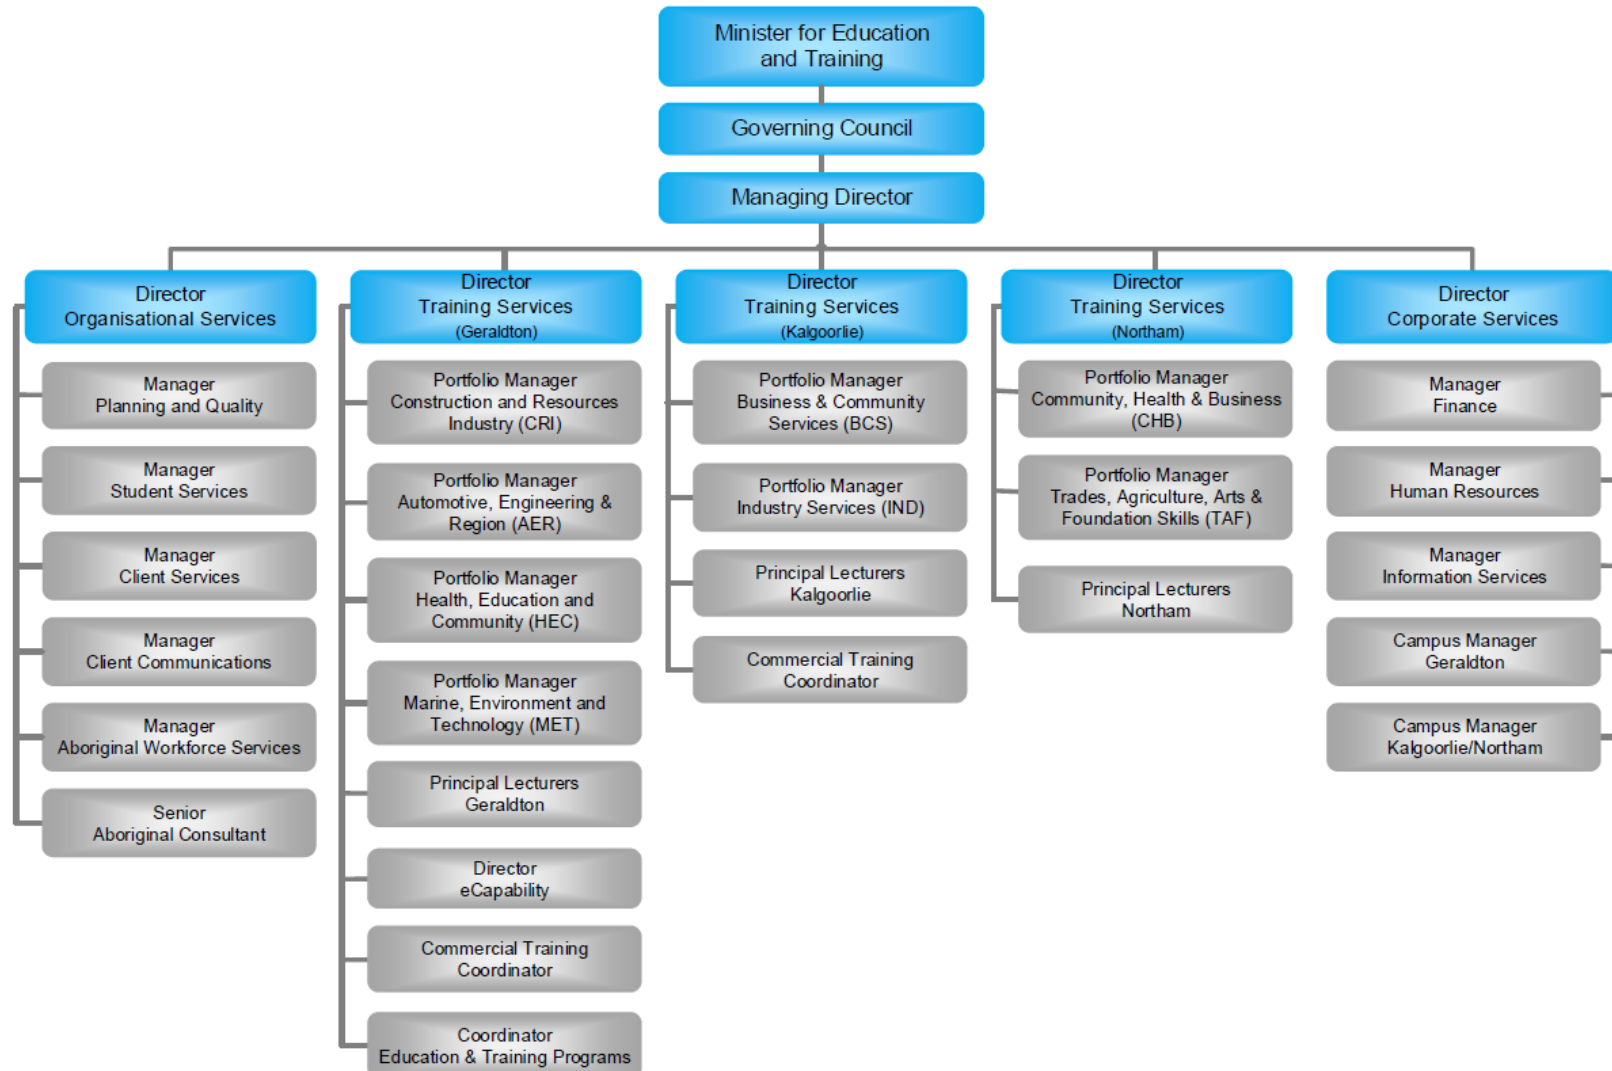 Minister for Education
and Training
Governing Council
Managing Director
Director
Organisational Services
Manager
Planning and Quality
Manager
Student Services
Manager
Client Services
Manager
Client Communications
Manager
Aboriginal Workforce Services
Senior
Aboriginal Consultant
Director
Training Services
(Geraldton)
Portfolio Manager
Construction and Resources
Industry (CRI)
Portfolio Manager
Automotive, Engineering &
Region (AER)
Portfolio Manager
Health, Education and
Community (HEC)
Portfolio Manager
Marine, Environment and
Technology (MET)
Principal Lecturers
Geraldton
Director
eCapability
Commercial Training
Coordinator
Coordinator
Education & Training Programs
Director
Training Services
(Kalgoorlie)
Portfolio Manager
Business & Community
Services (BCS)
Portfolio Manager
Industry Services (IND)
Principal Lecturers
Kalgoorlie
Commercial Training
Coordinator
Director
Training Services
(Northam)
Portfolio Manager
Community, Health & Business
(CHB)
Portfolio Manager
Trades, Agriculture, Arts &
Foundation Skills (TAF)
Principal Lecturers
Northam
Director
Corporate Services
Manager
Finance
Manager
Human Resources
Manager
Information Services
Campus Manager
Geraldton
Campus Manager
Kalgoorlie/Northam